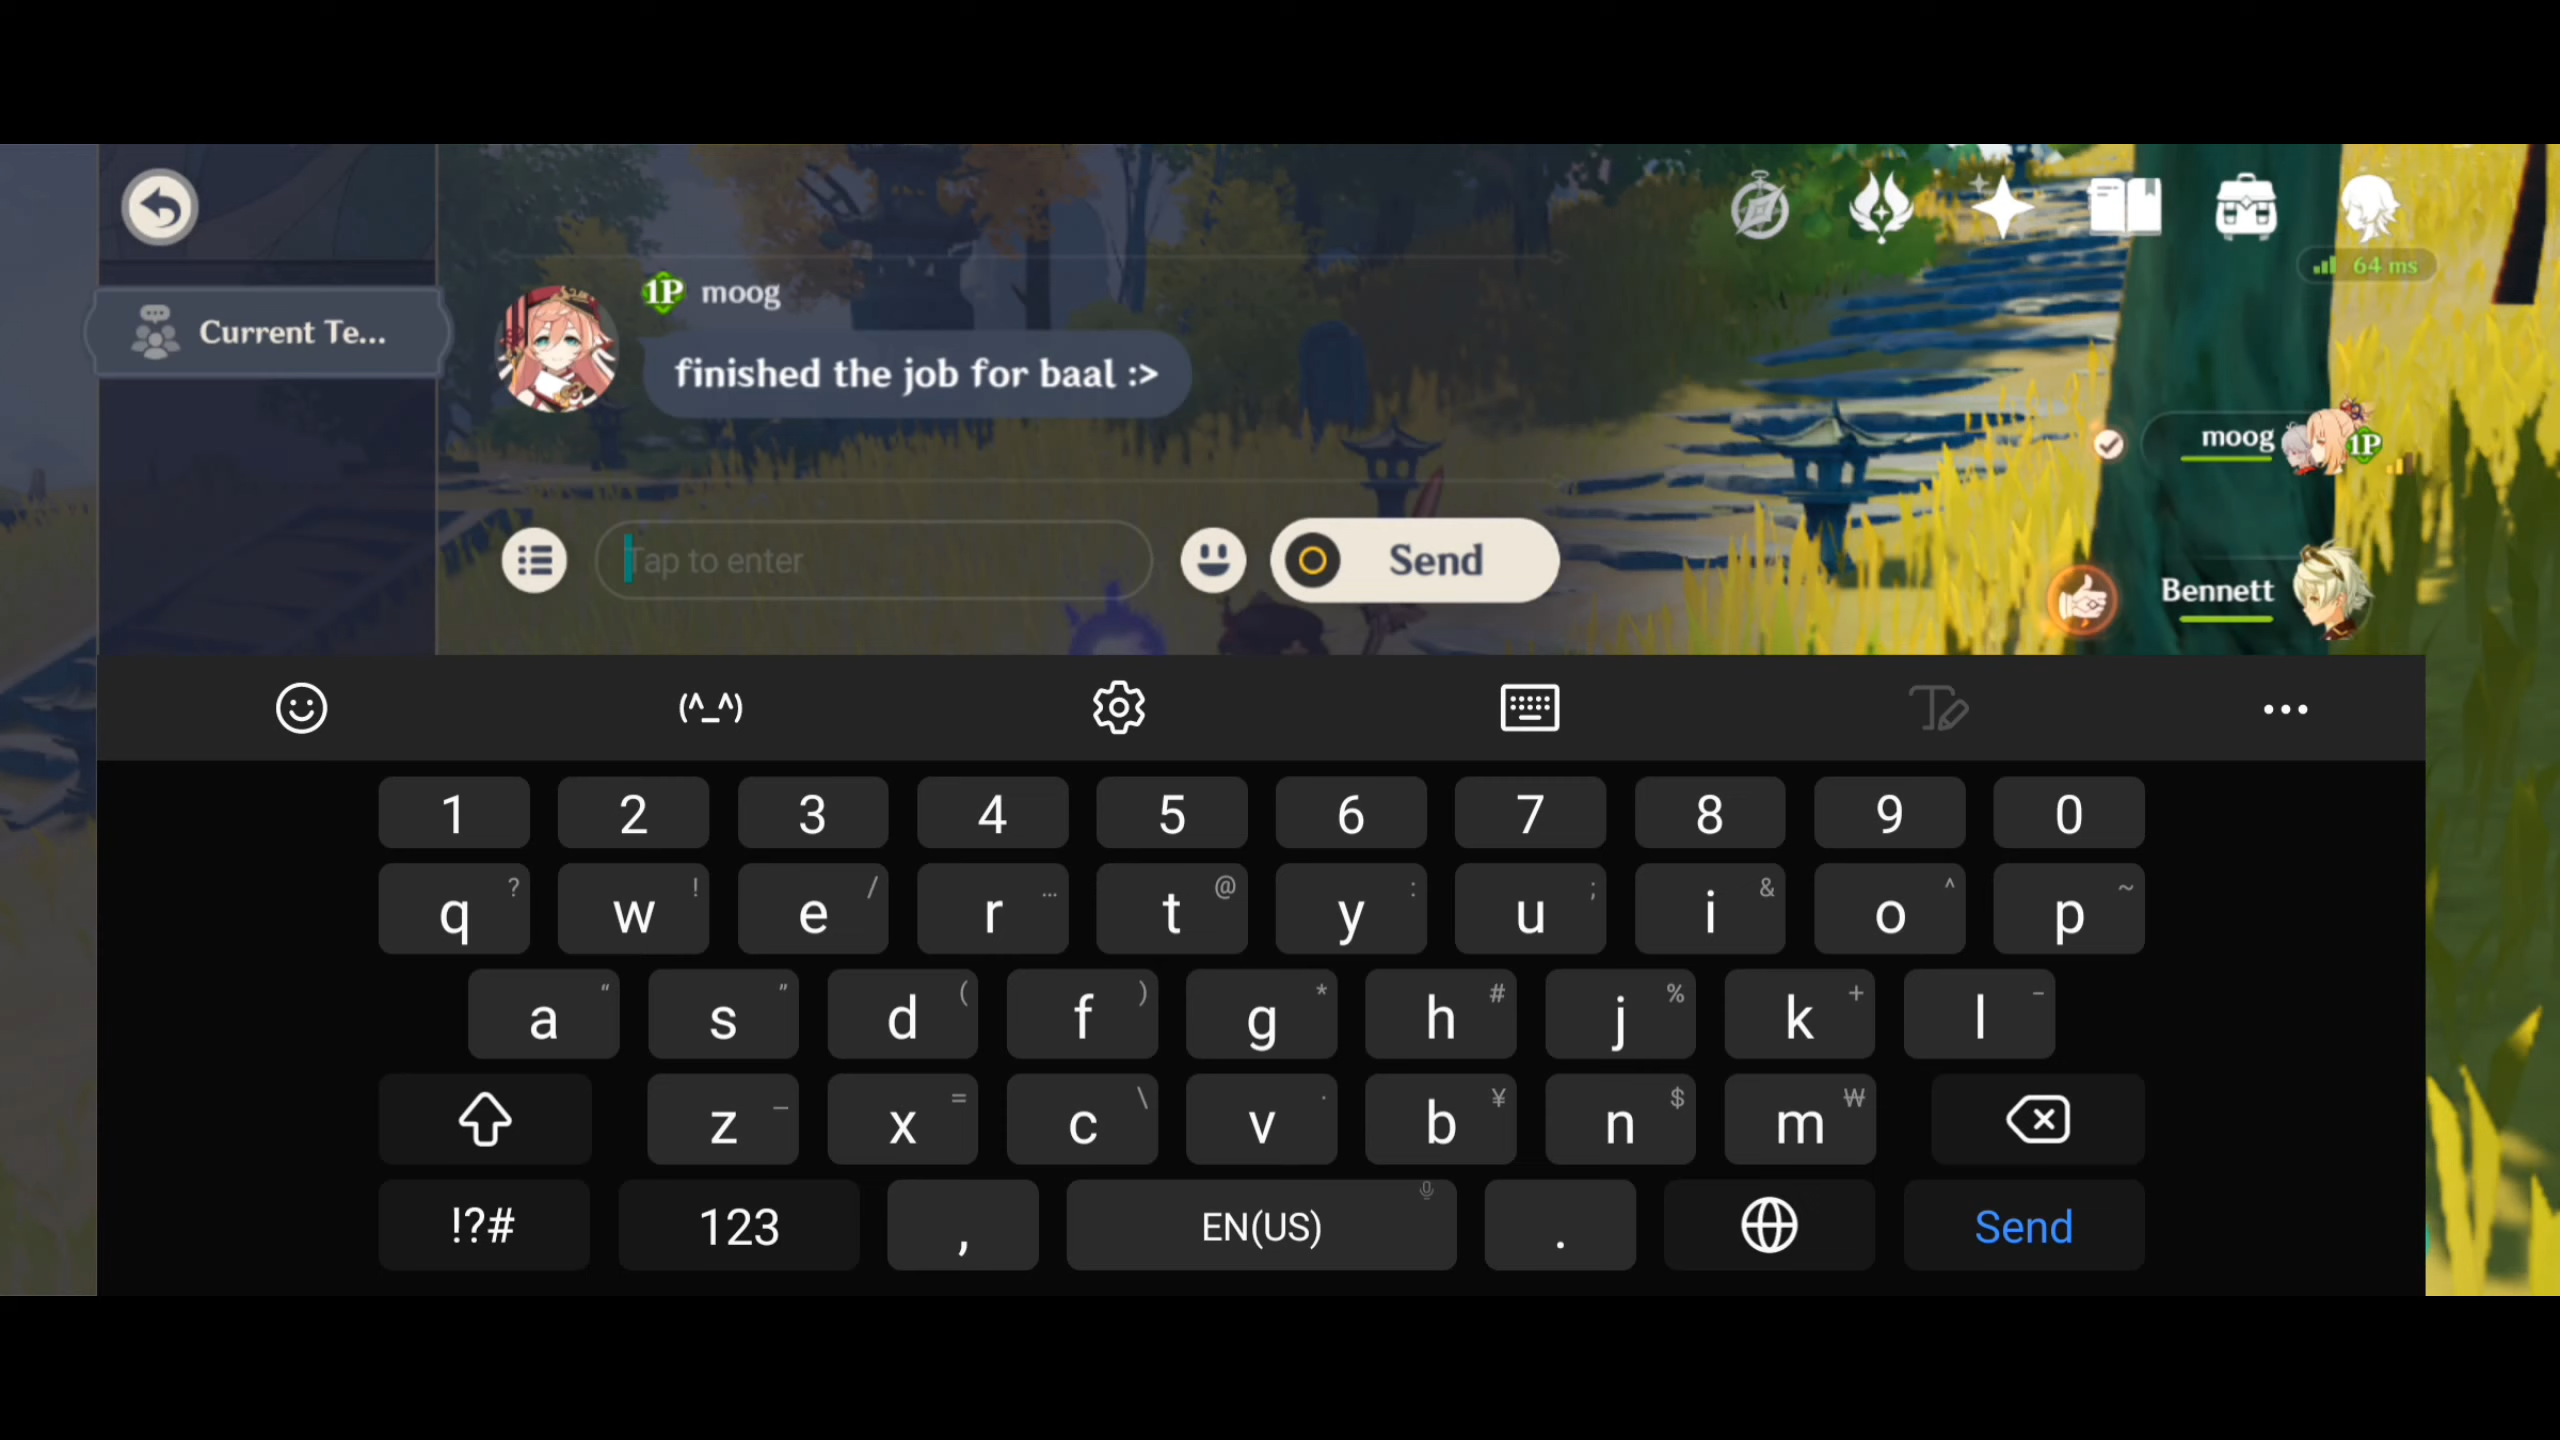 64 ms
1P moog
Current Te...
finished the job for baal :>
moog 1P
Tap to enter
Send
Bennett
(^_^)
1 2 3 4 5 6 7 8 9 0
q ? w ! e / r ... t @ y : u ; i & o ^ p ~
a “ s ” d ( f ) g * h # j % k + l -
z _ x = c \ v · b ¥ n $ m ₩
!?# 123 , EN(US) . Send